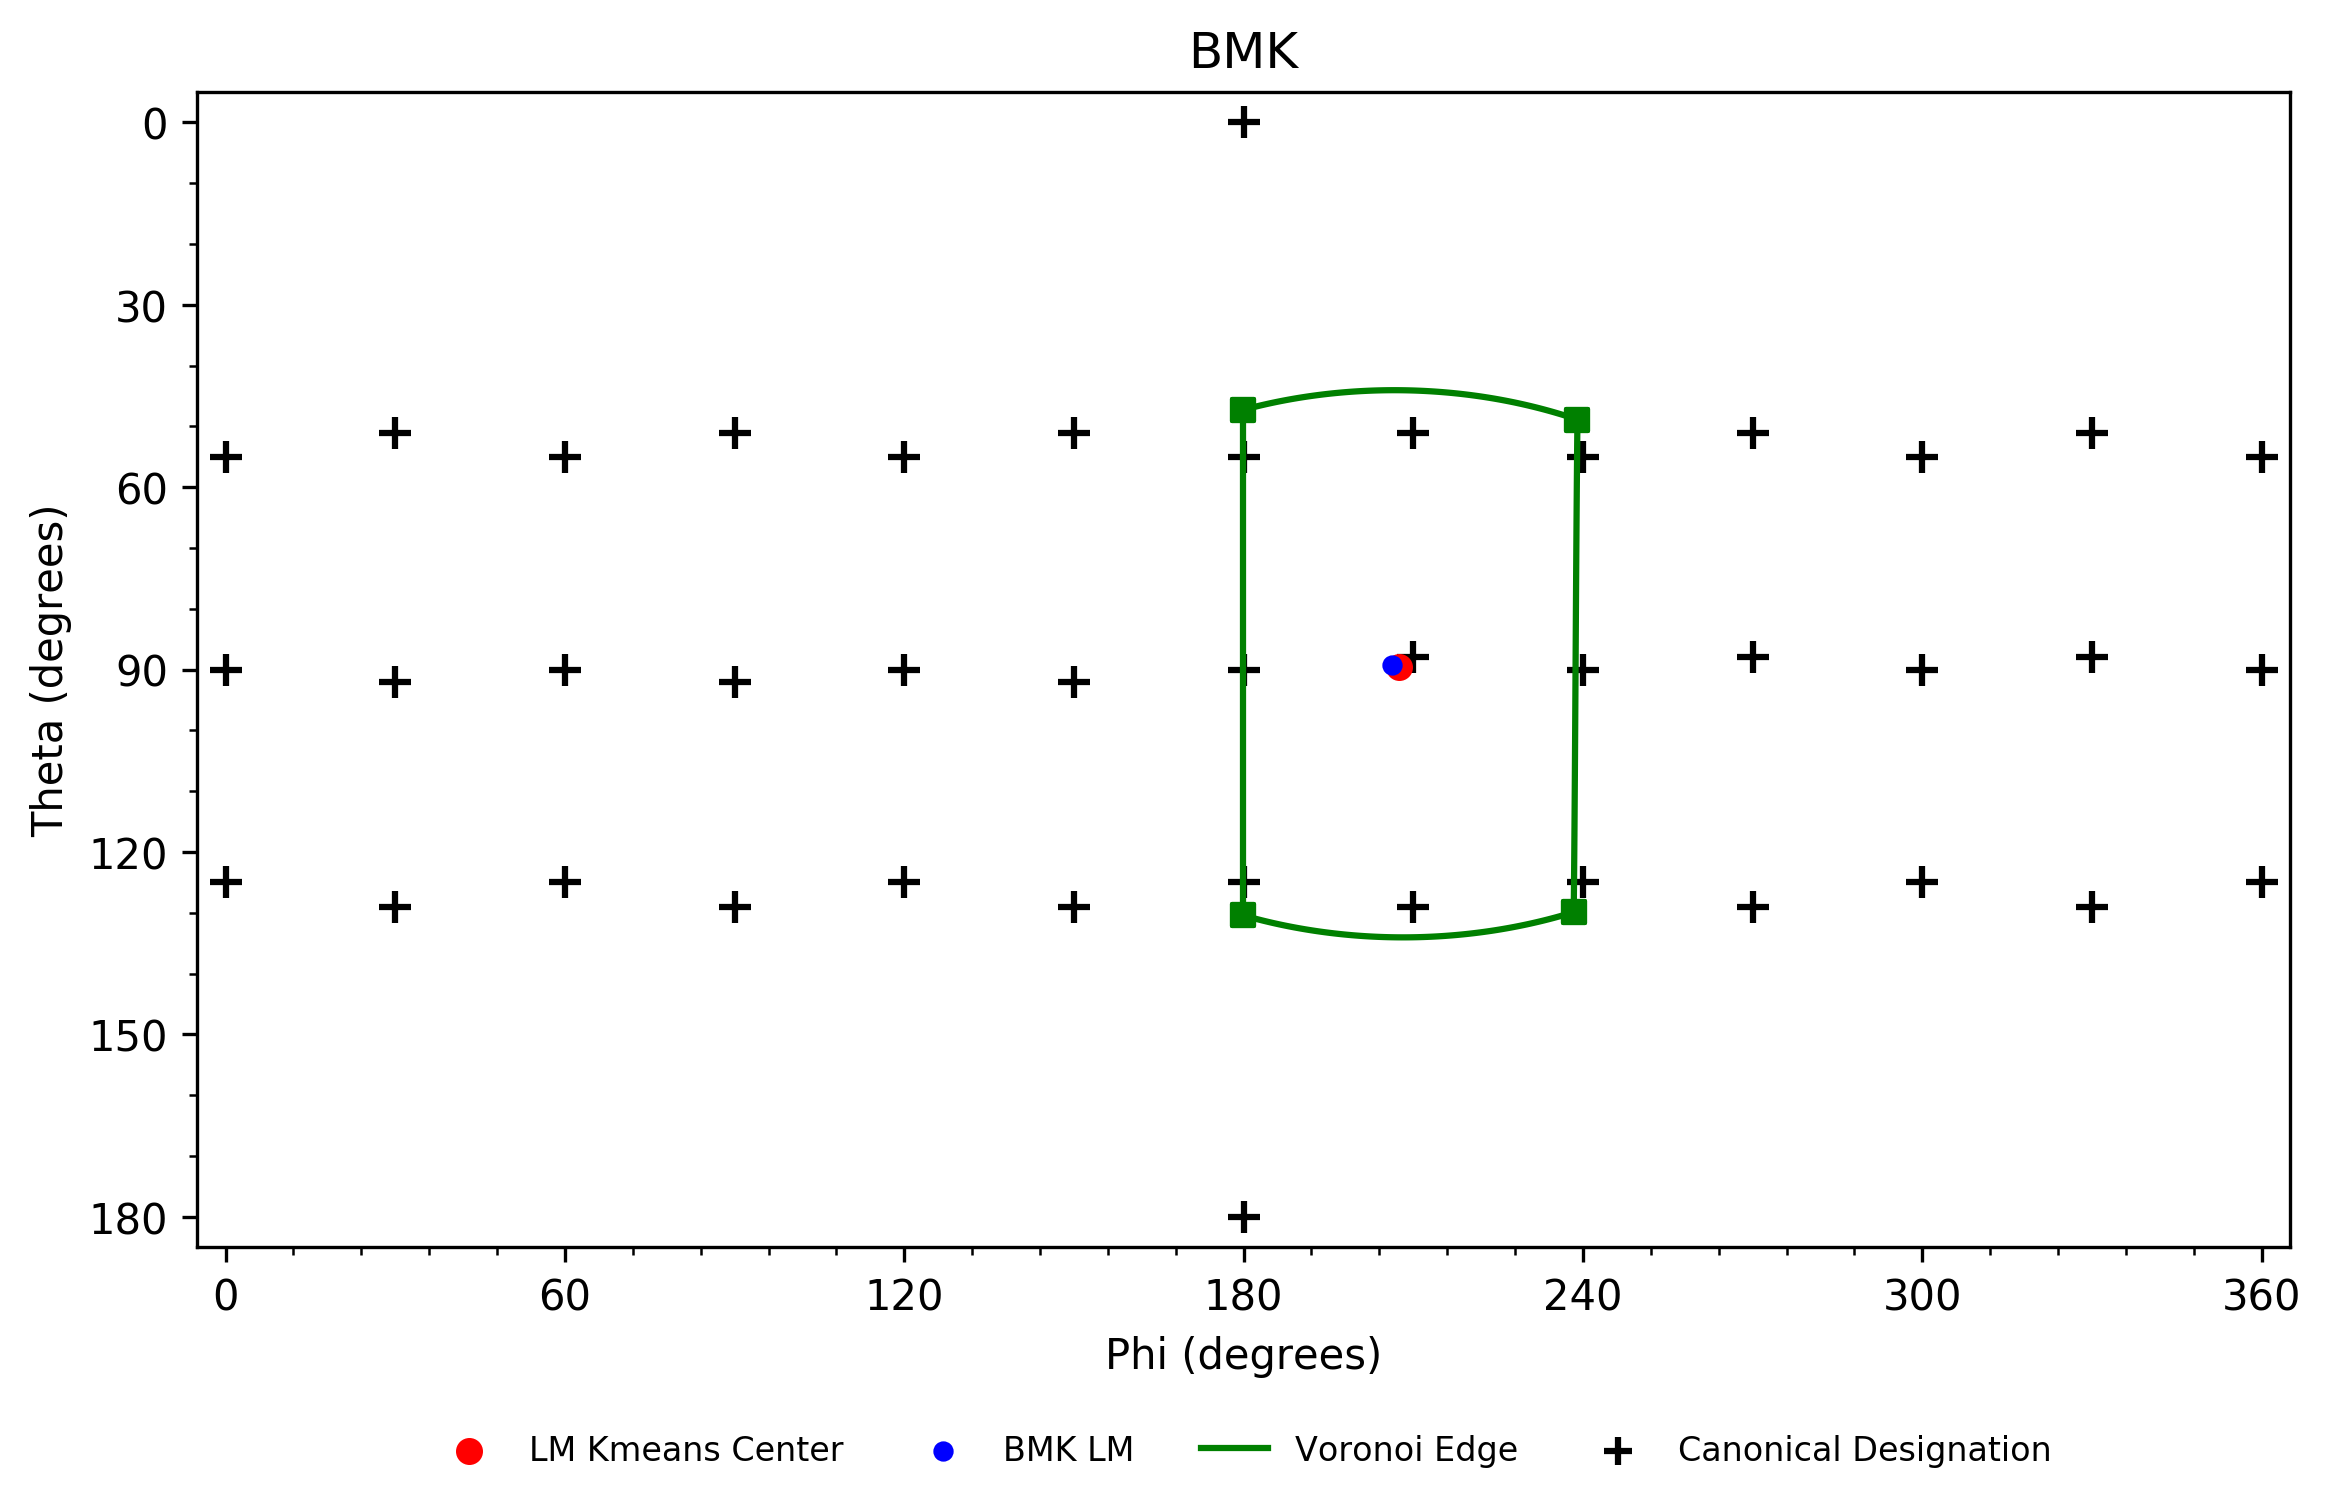 BMK
0
30
60
90
120
150
180
Theta (degrees)
0 60 120 180 240 300 360
Phi (degrees)
LM Kmeans Center BMK LM Voronoi Edge Canonical Designation